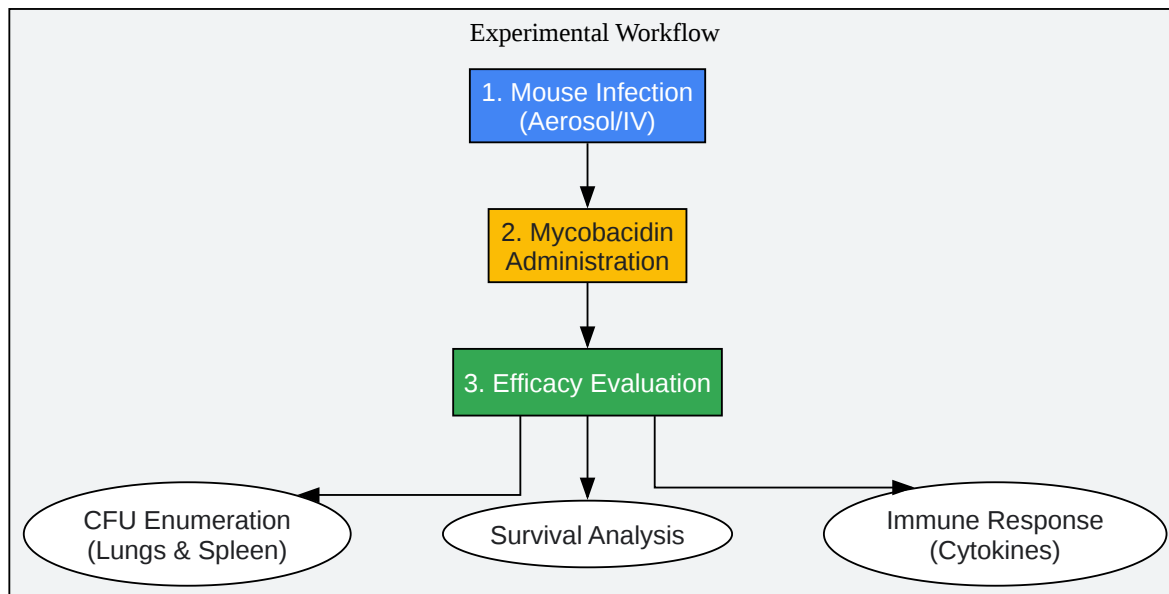 Experimental Workflow
1. Mouse Infection
(Aerosol/IV)
2. Mycobacidin
Administration
3. Efficacy Evaluation
CFU Enumeration
(Lungs & Spleen)
Survival Analysis
Immune Response
(Cytokines)